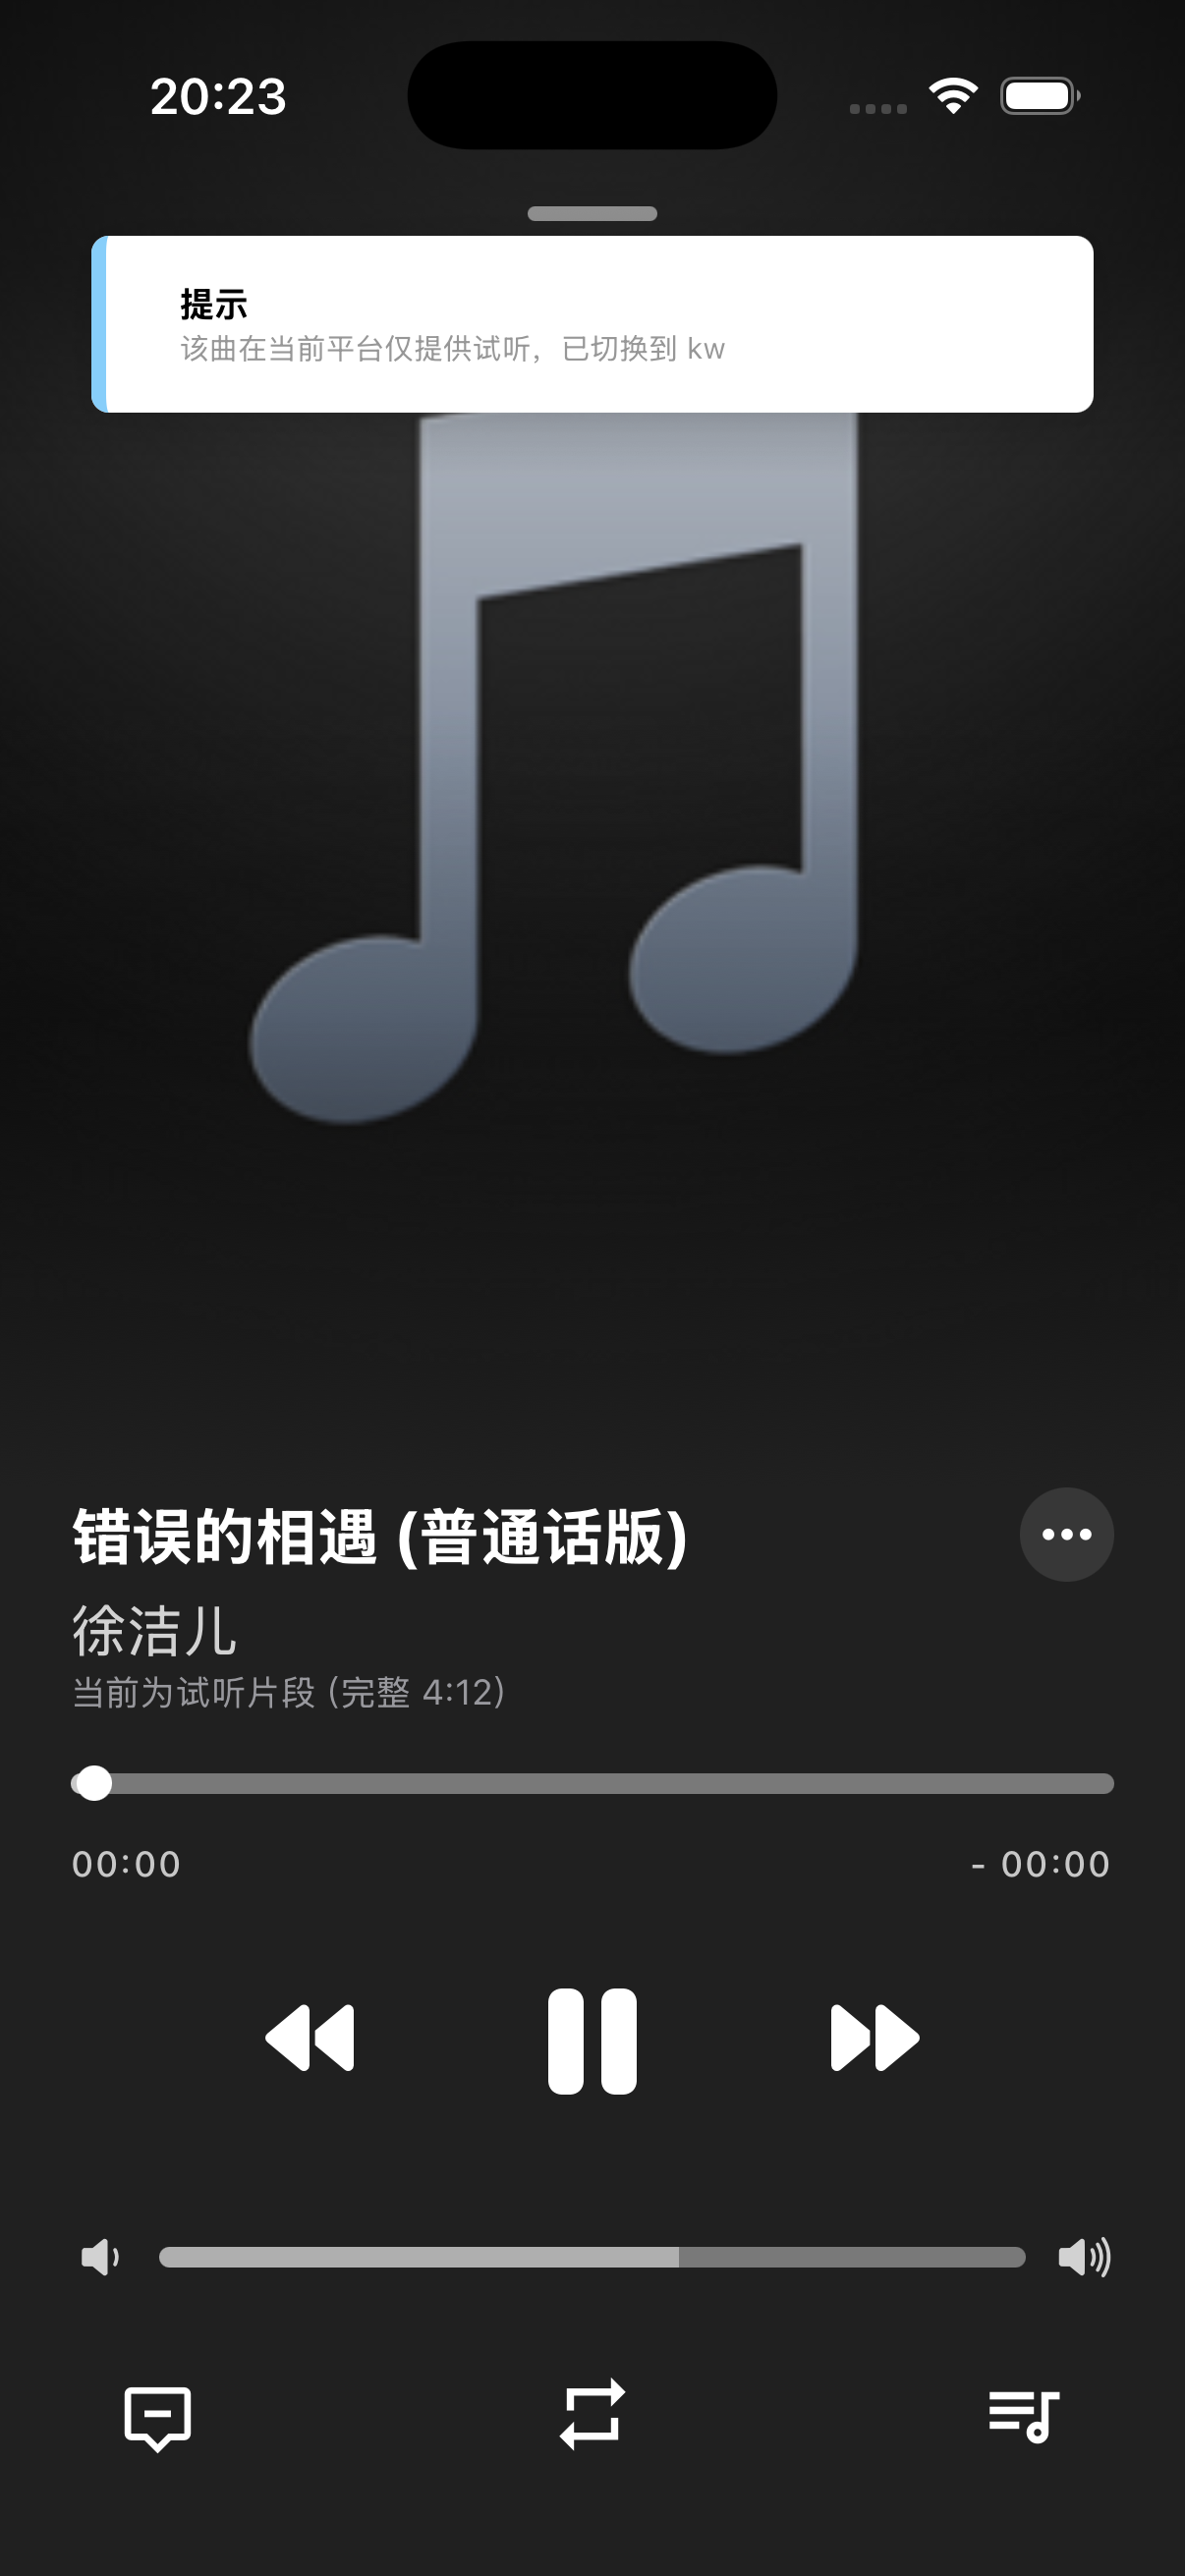 20:23
提示
该曲在当前平台仅提供试听，已切换到 kw
错误的相遇 (普通话版)
徐洁儿
当前为试听片段 (完整 4:12)
00:00
- 00:00